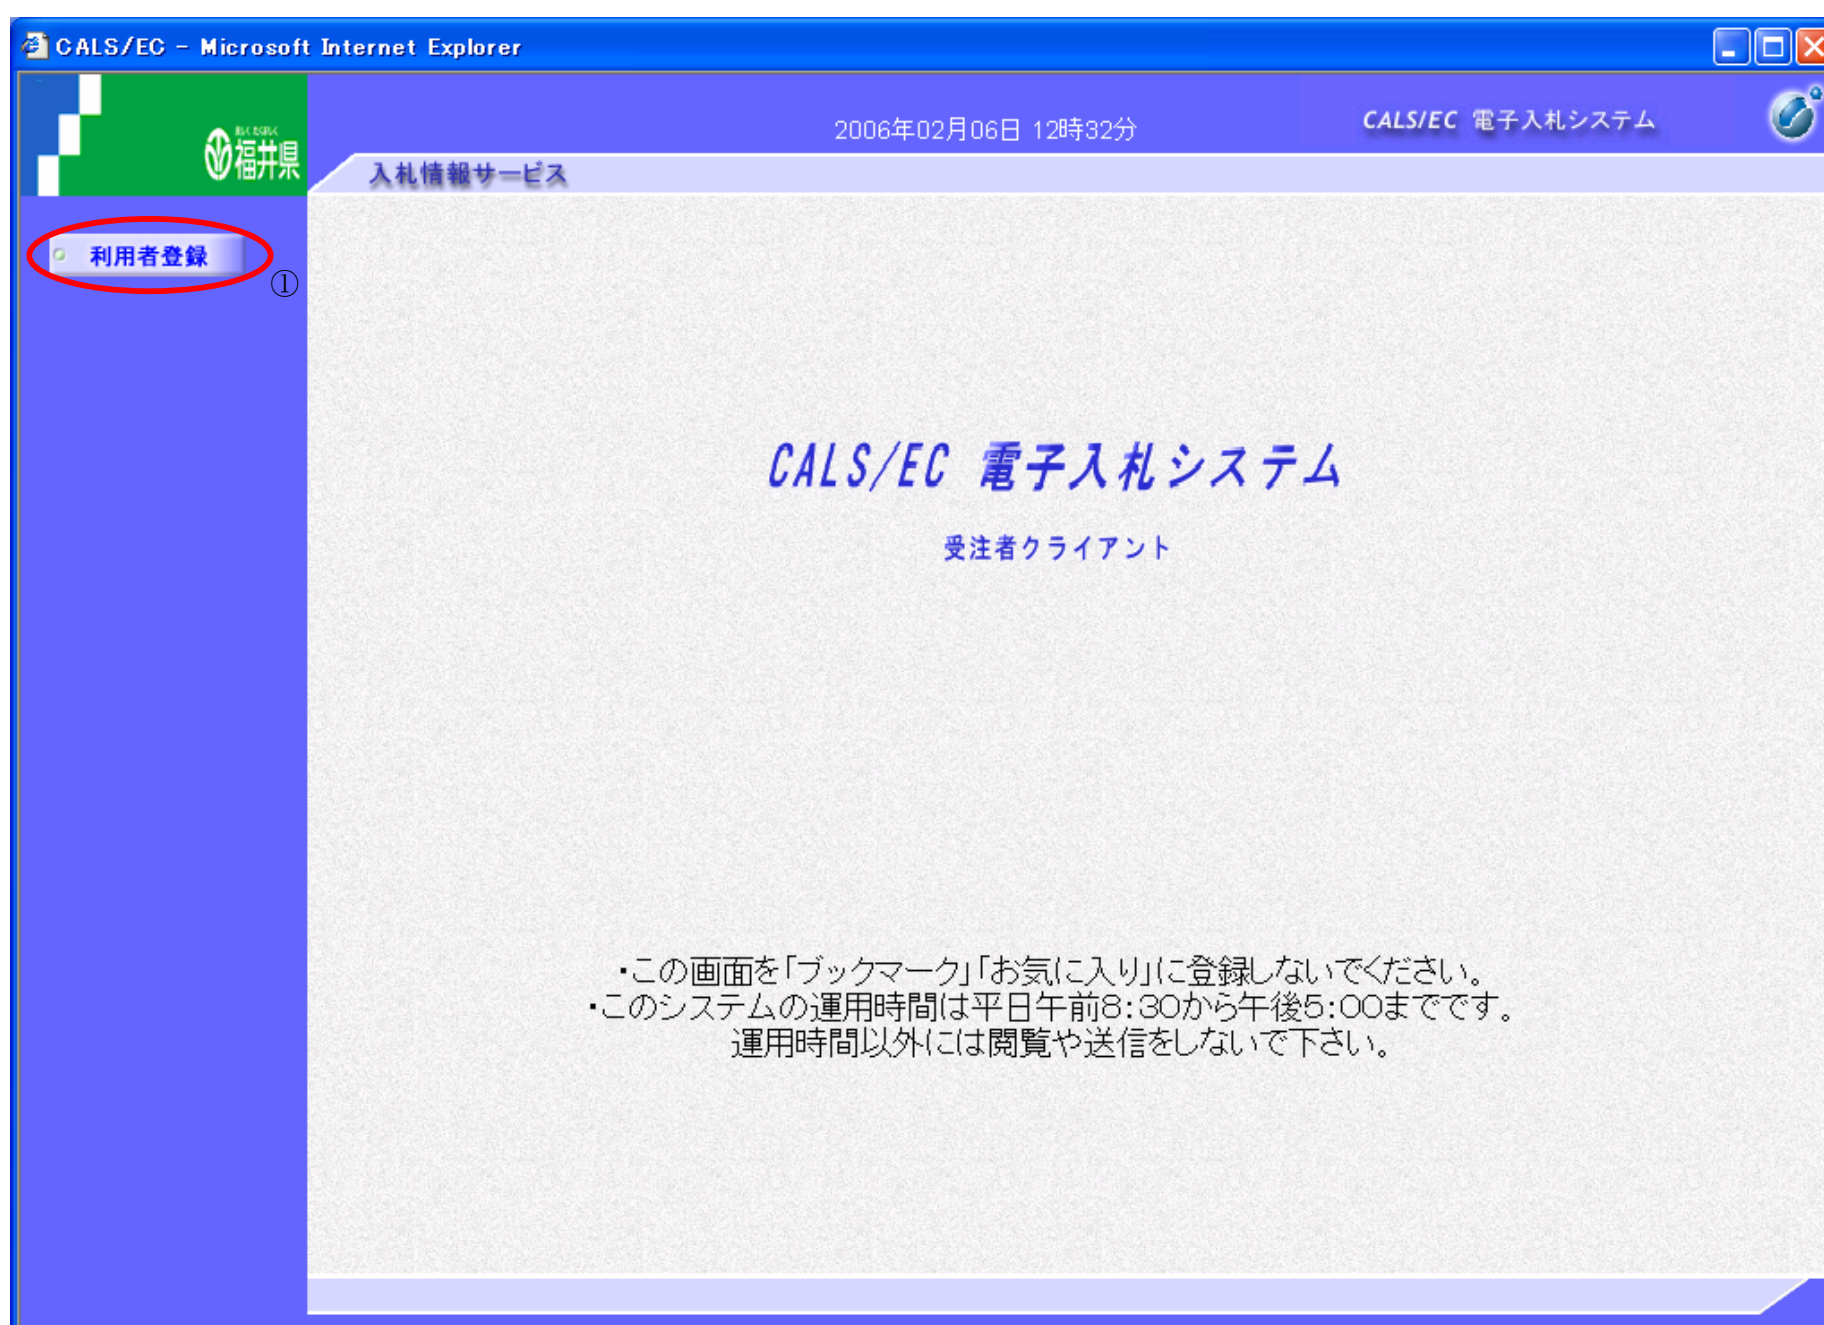 CALS/EC - Microsoft Internet Explorer
福井県
2006年02月06日 12時32分
CALS/EC 電子入札システム
入札情報サービス
利用者登録
①
CALS/EC 電子入札システム
受注者クライアント
・この画面を「ブックマーク」「お気に入り」に登録しないでください。
・このシステムの運用時間は平日午前8:30から午後5:00までです。
運用時間以外には閲覧や送信をしないで下さい。